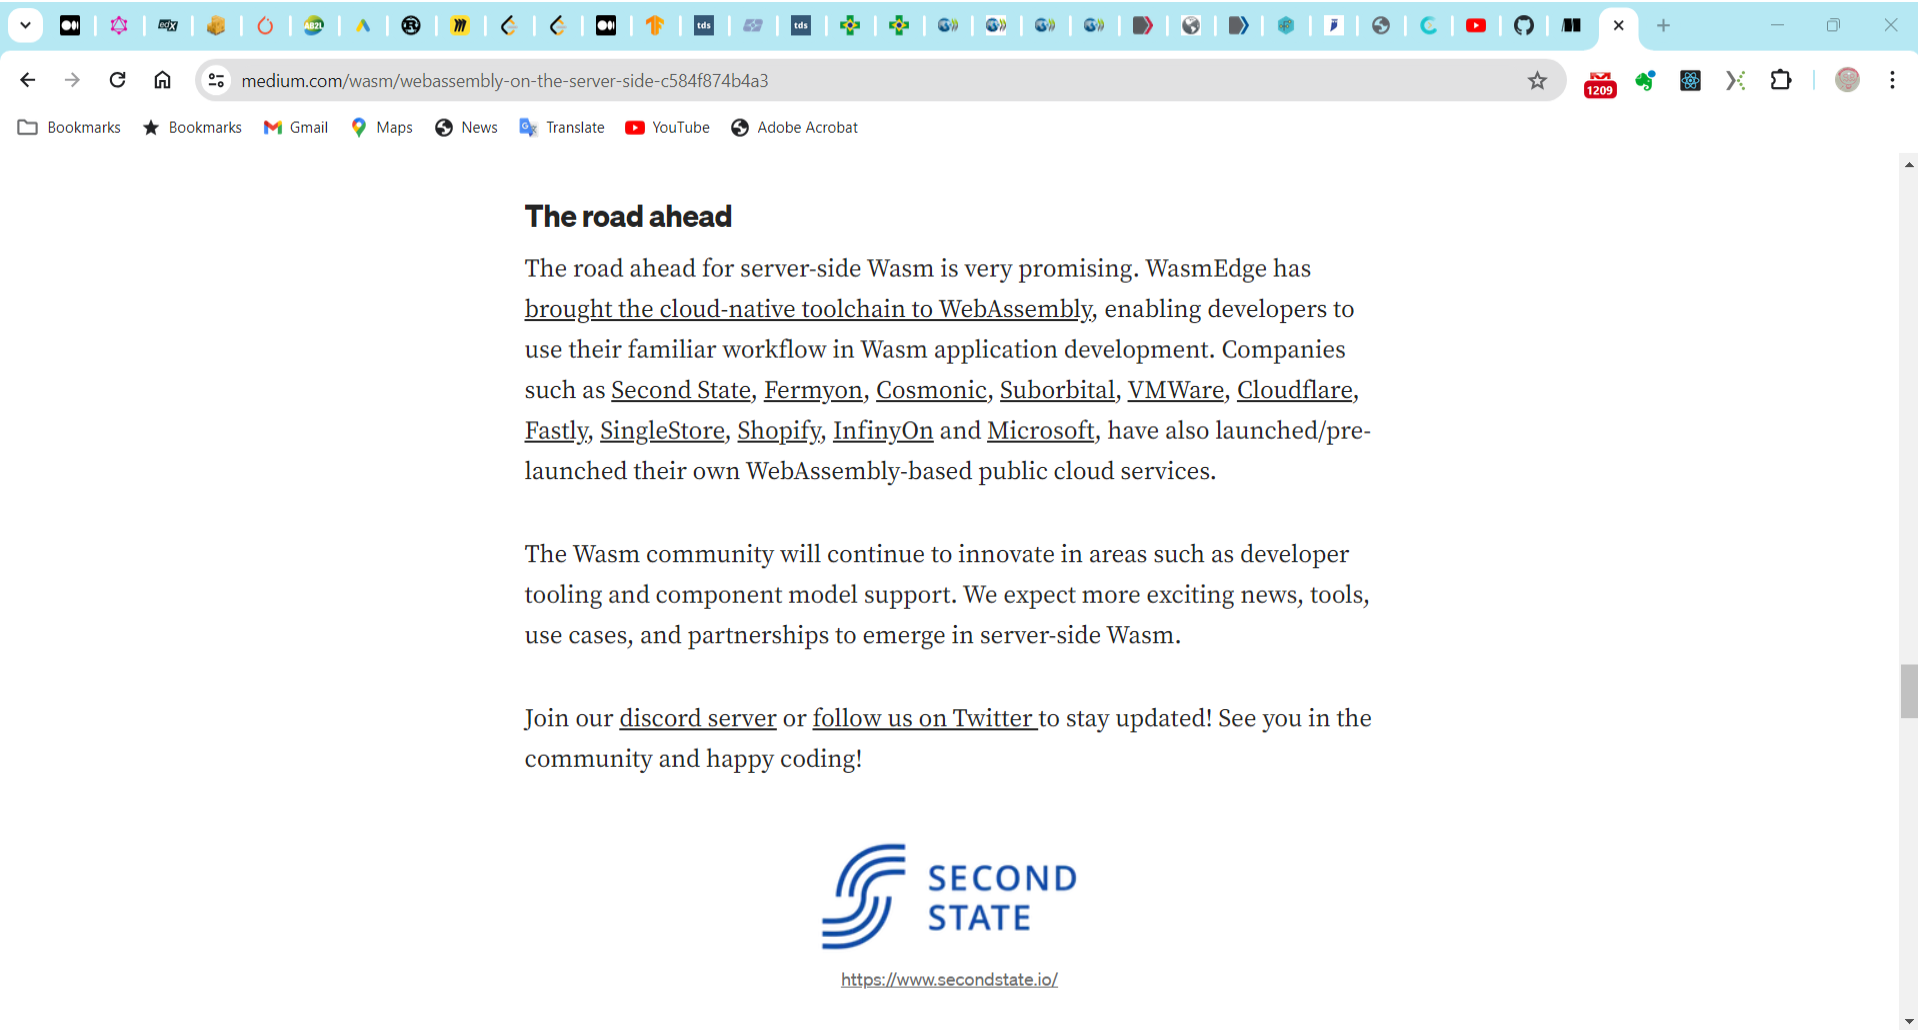 edX
AB2L
tds
tds
medium.com/wasm/webassembly-on-the-server-side-c584f874b4a3
1209
Bookmarks
Bookmarks
Gmail
Maps
News
Translate
YouTube
Adobe Acrobat
The road ahead
The road ahead for server-side Wasm is very promising. WasmEdge has
brought the cloud-native toolchain to WebAssembly, enabling developers to
use their familiar workflow in Wasm application development. Companies
such as Second State, Fermyon, Cosmonic, Suborbital, VMWare, Cloudflare,
Fastly, SingleStore, Shopify, InfinyOn and Microsoft, have also launched/pre-
launched their own WebAssembly-based public cloud services.
The Wasm community will continue to innovate in areas such as developer
tooling and component model support. We expect more exciting news, tools,
use cases, and partnerships to emerge in server-side Wasm.
Join our discord server or follow us on Twitter to stay updated! See you in the
community and happy coding!
SECOND
STATE
https://www.secondstate.io/